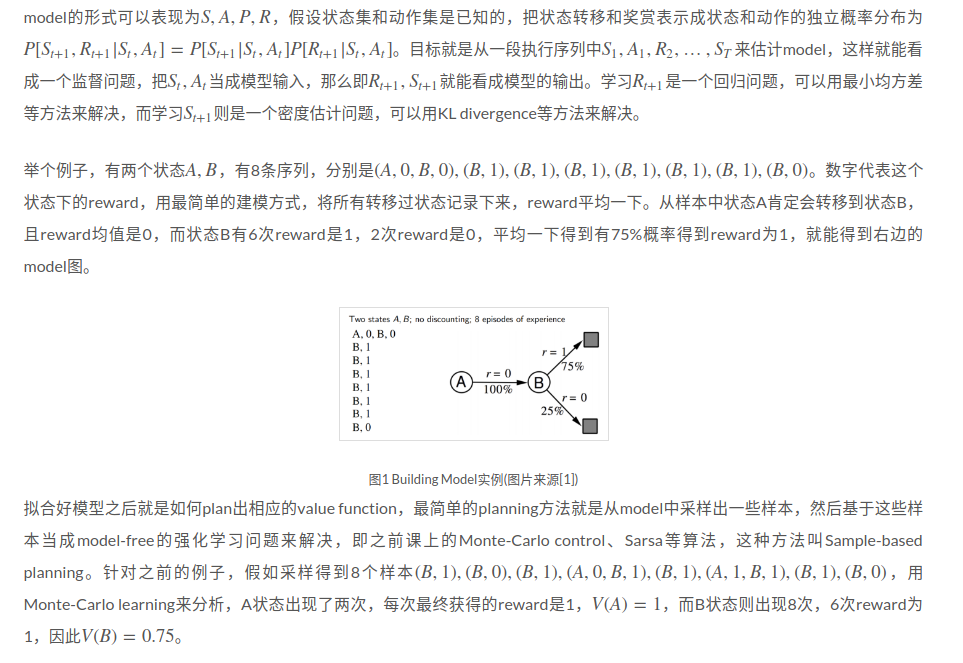 model的形式可以表现为S, A, P, R，假设状态集和动作集是已知的，把状态转移和奖赏表示成状态和动作的独立概率分布为
P[S_{t+1}, R_{t+1}|S_t, A_t] = P[S_{t+1}|S_t, A_t]P[R_{t+1}|S_t, A_t]。目标就是从一段执行序列中S_1, A_1, R_2, … , S_T来估计model，这样就能看
成一个监督问题，把S_t, A_t当成模型输入，那么即R_{t+1}, S_{t+1}就能看成模型的输出。学习R_{t+1}是一个回归问题，可以用最小均方差
等方法来解决，而学习S_{t+1}则是一个密度估计问题，可以用KL divergence等方法来解决。
举个例子，有两个状态A, B，有8条序列，分别是(A, 0, B, 0), (B, 1), (B, 1), (B, 1), (B, 1), (B, 1), (B, 1), (B, 0)。数字代表这个
状态下的reward，用最简单的建模方式，将所有转移过状态记录下来，reward平均一下。从样本中状态A肯定会转移到状态B，
且reward均值是0，而状态B有6次reward是1，2次reward是0，平均一下得到有75%概率得到reward为1，就能得到右边的
model图。
Two states A, B; no discounting; 8 episodes of experience
A, 0, B, 0
B, 1
B, 1
B, 1
B, 1
B, 1
B, 1
B, 0
A
r = 0
100%
B
r = 1
75%
r = 0
25%
图1 Building Model实例(图片来源[1])
拟合好模型之后就是如何plan出相应的value function，最简单的planning方法就是从model中采样出一些样本，然后基于这些样
本当成model-free的强化学习问题来解决，即之前课上的Monte-Carlo control、Sarsa等算法，这种方法叫Sample-based
planning。针对之前的例子，假如采样得到8个样本(B, 1), (B, 0), (B, 1), (A, 0, B, 1), (B, 1), (A, 1, B, 1), (B, 1), (B, 0)，用
Monte-Carlo learning来分析，A状态出现了两次，每次最终获得的reward是1，V(A) = 1，而B状态则出现8次，6次reward为
1，因此V(B) = 0.75。